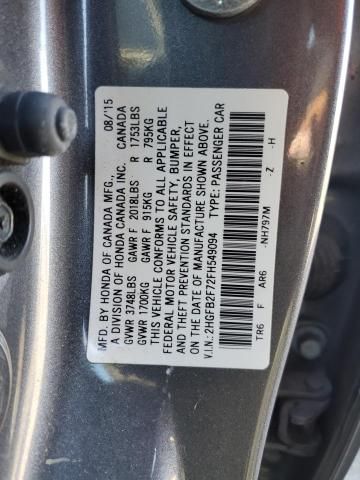 MFD. BY HONDA OF CANADA MFG., 08/'15
A DIVISION OF HONDA CANADA INC. CANADA
GVWR 3748LBS GAWR F 2018LBS R 1753LBS
GVWR 1700KG GAWR F 915KG R 795KG
THIS VEHICLE CONFORMS TO ALL APPLICABLE
FEDERAL MOTOR VEHICLE SAFETY, BUMPER,
AND THEFT PREVENTION STANDARDS IN EFFECT
ON THE DATE OF MANUFACTURE SHOWN ABOVE.
V.I.N.: 2HGFB2F72FH549094 TYPE: PASSENGER CAR
NH797M
TR6 F AR6 Z H